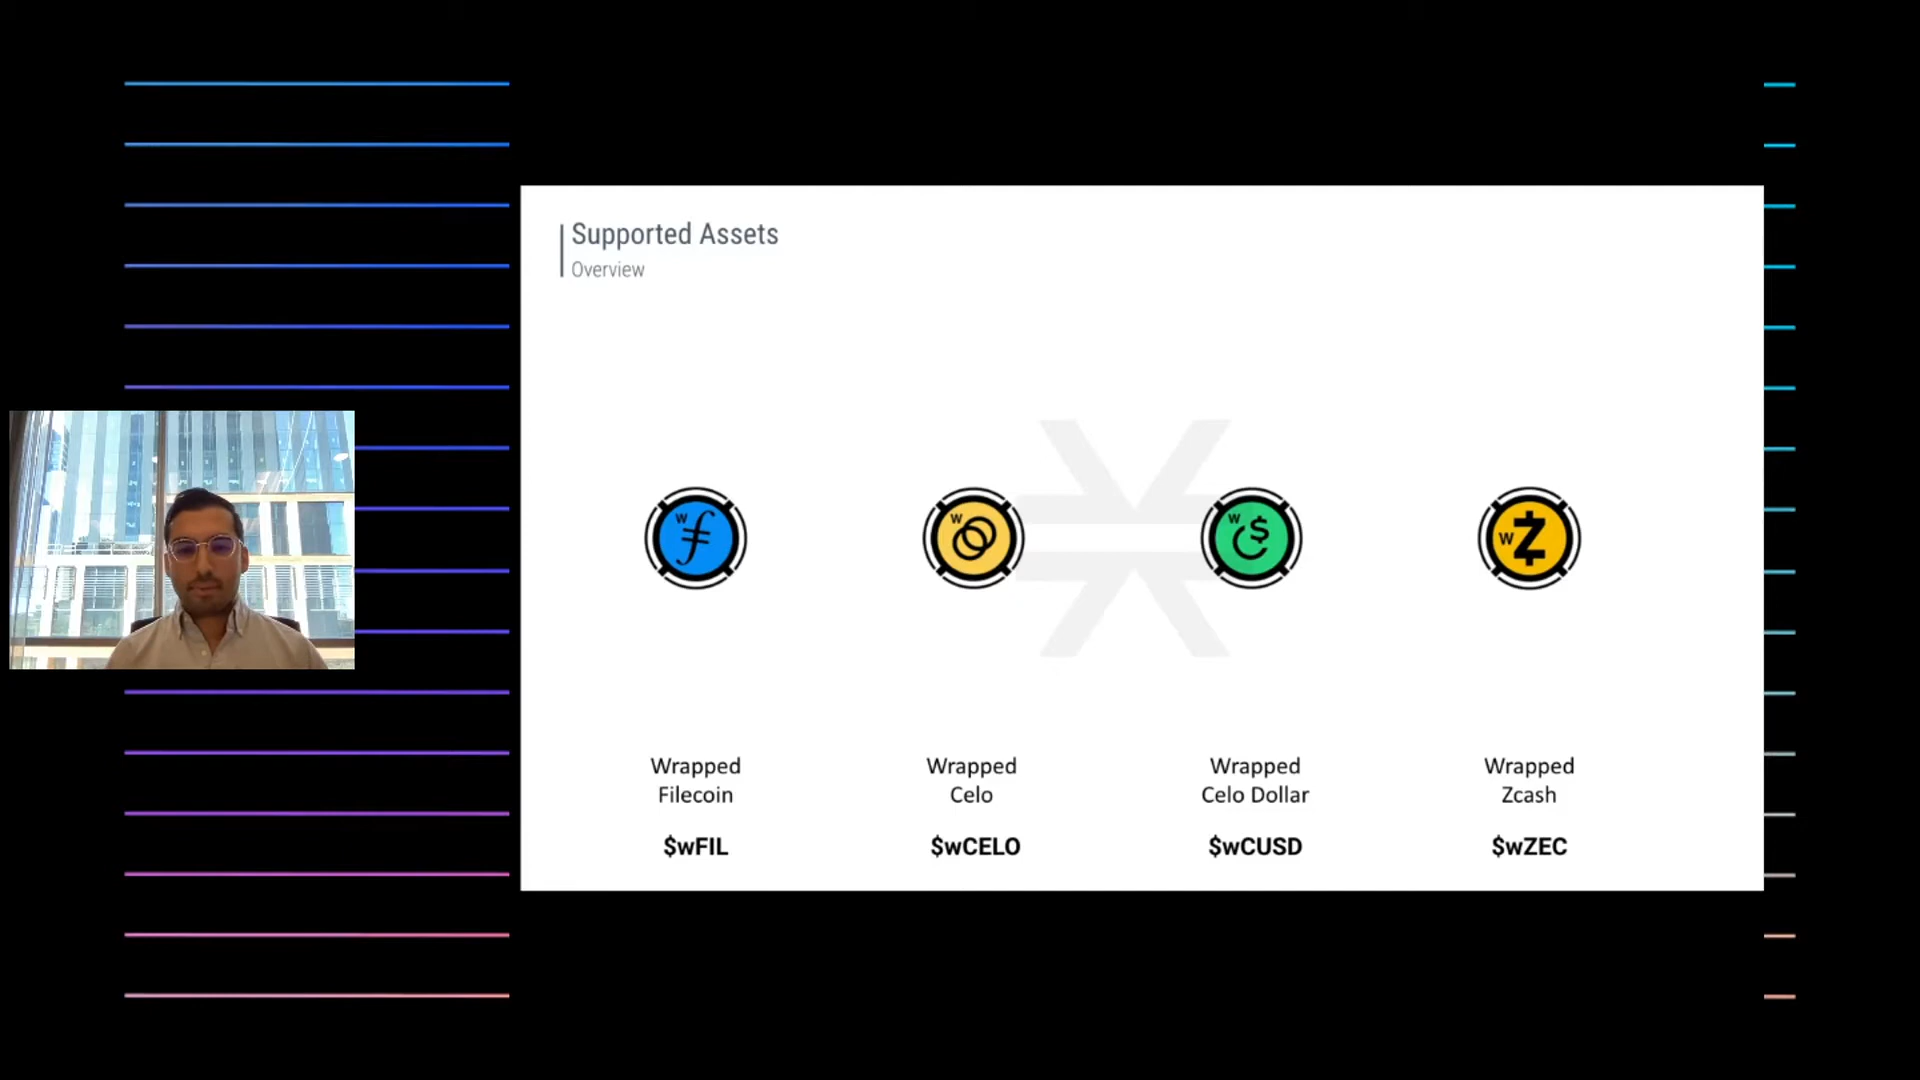 Supported Assets
Overview
W
W
W $
W
Wrapped
Filecoin
$wFIL
Wrapped
Celo
$wCELO
Wrapped
Celo Dollar
$wCUSD
Wrapped
Zcash
$wZEC